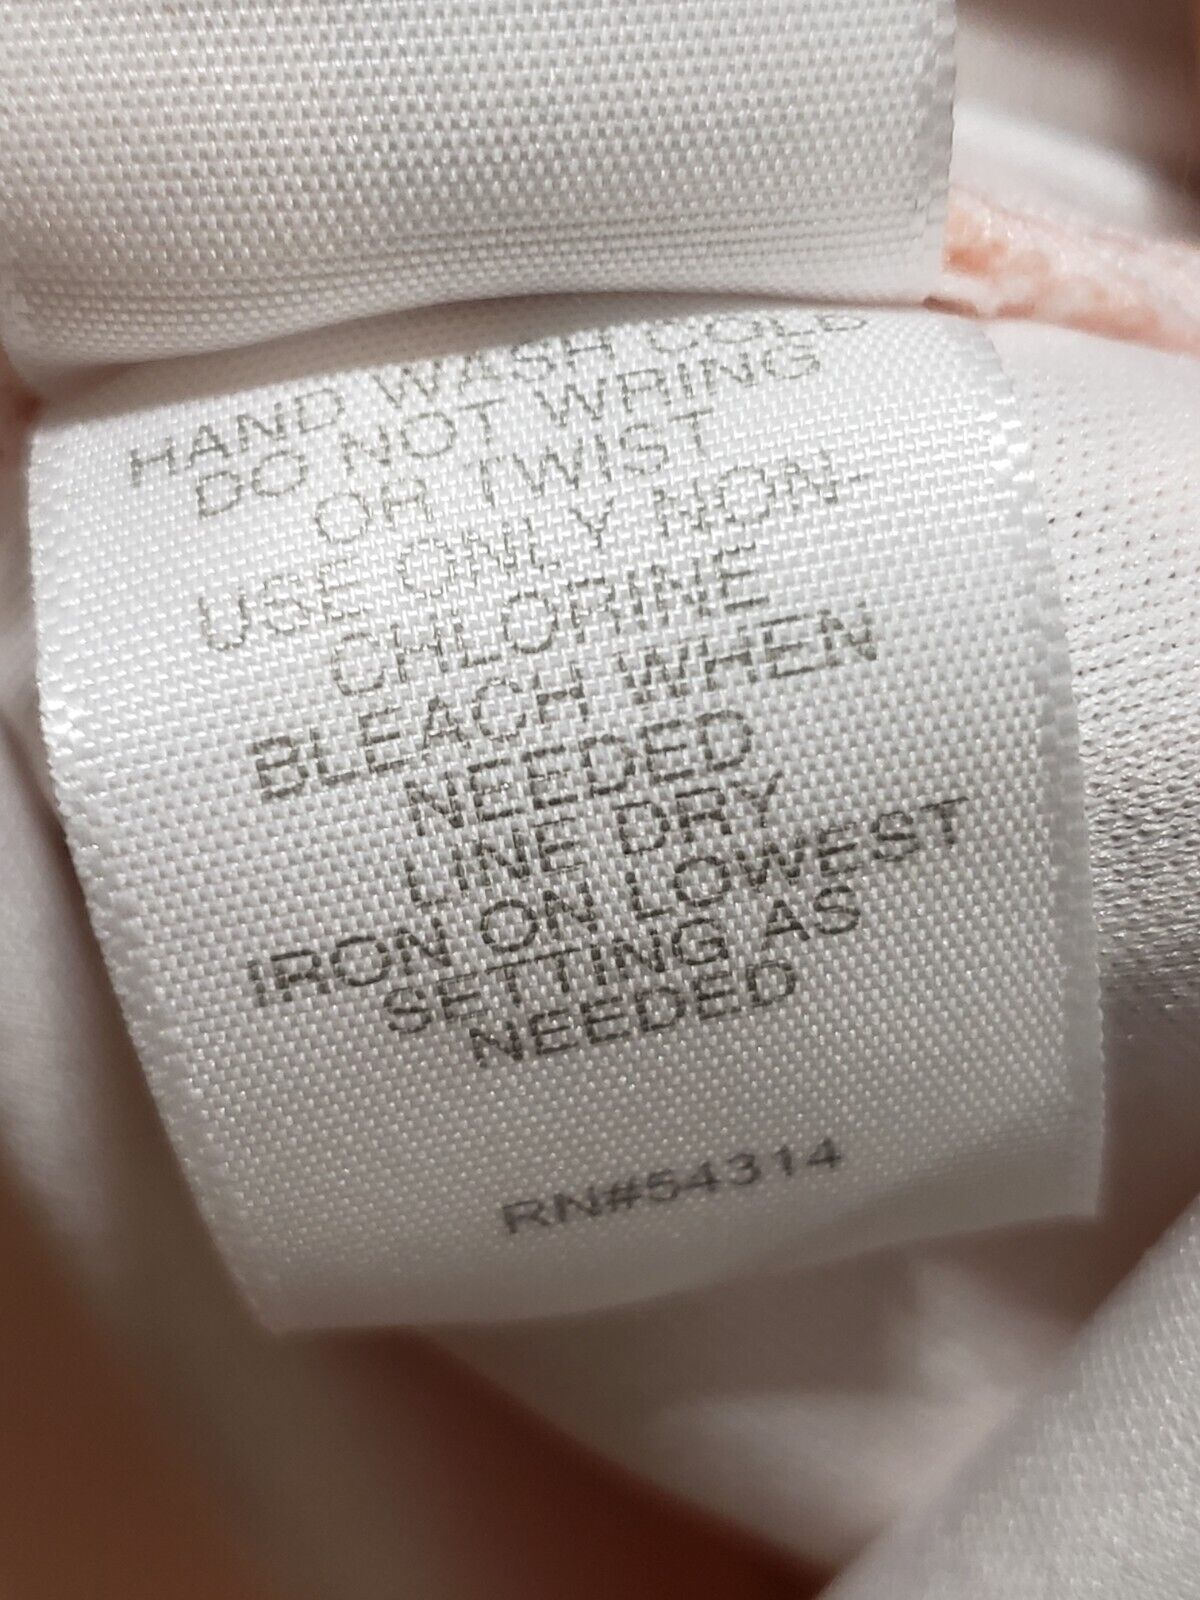 HAND WASH COLD
DO NOT WRING
OR TWIST
USE ONLY NON-
CHLORINE
BLEACH WHEN
NEEDED
LINE DRY
IRON ON LOWEST
SETTING AS
NEEDED
RN#54314